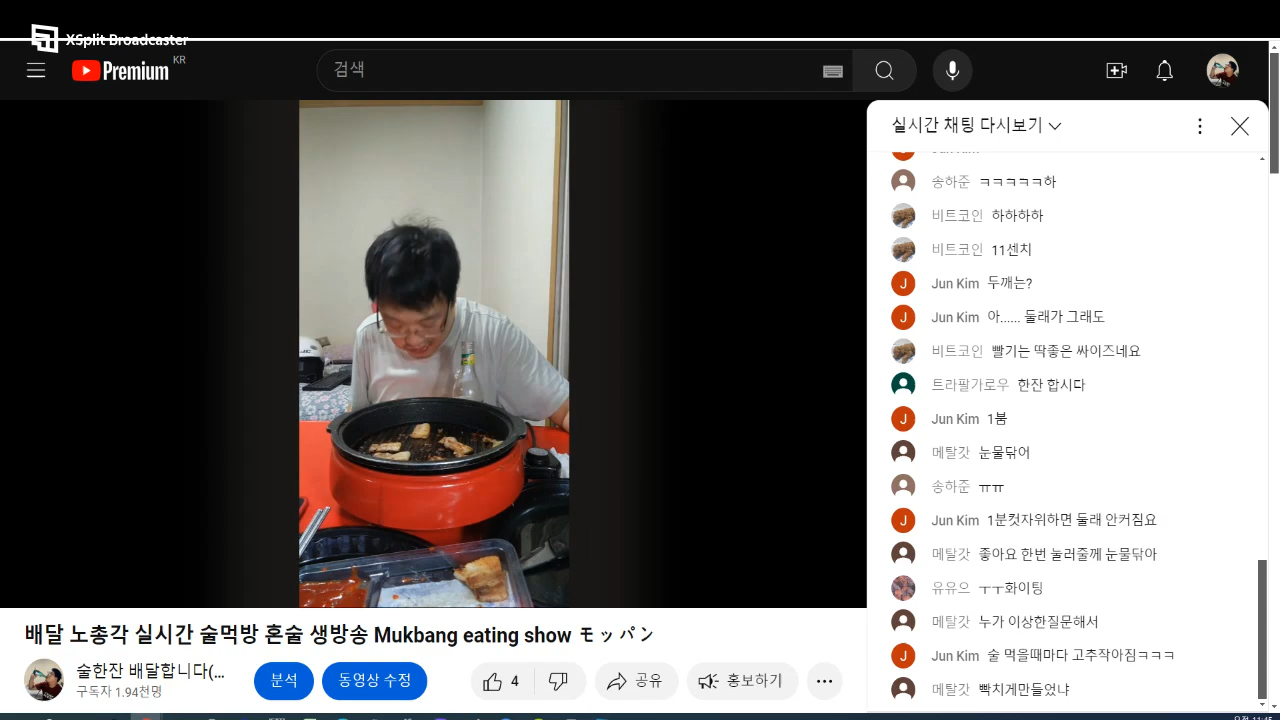 XSplit Broadcaster
Premium KR
검색
실시간 채팅 다시보기
송하준 ㅋㅋㅋㅋㅋ하
비트코인 하하하하
비트코인 11센치
J Jun Kim 두깨는?
J Jun Kim 아...... 둘래가 그래도
비트코인 빨기는 딱좋은 싸이즈네요
트라팔가로우 한잔 합시다
J Jun Kim 1붐
메탈갓 눈물닦어
송하준 ㅠㅠ
J Jun Kim 1분컷자위하면 둘래 안커짐요
메탈갓 좋아요 한번 눌러줄께 눈물닦아
유유으 ㅜㅜ화이팅
메탈갓 누가 이상한질문해서
J Jun Kim 술 먹을때마다 고추작아짐ㅋㅋㅋ
메탈갓 빡치게만들었냐
배달 노총각 실시간 술먹방 혼술 생방송 Mukbang eating show モッパン
술한잔 배달합니다(...
구독자 1.94천명
분석
동영상 수정
4
공유
홍보하기